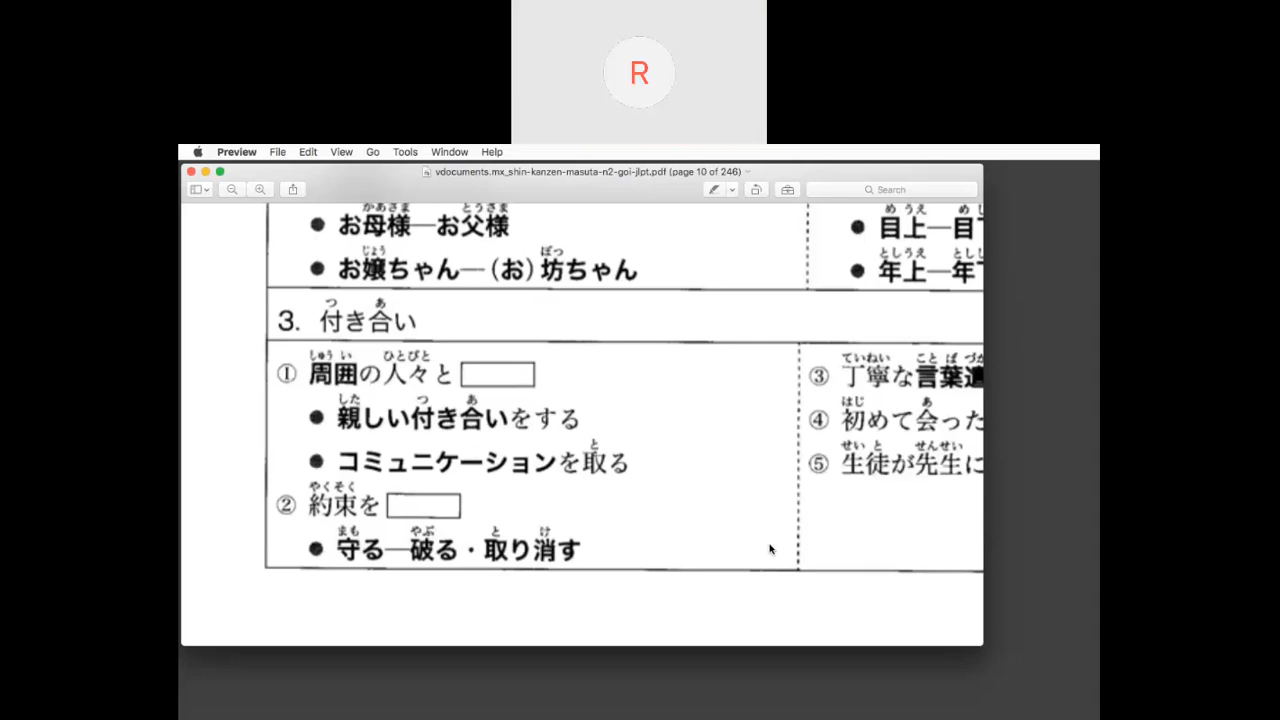 R
Preview File Edit View Go Tools Window Help
vdocuments.mx_shin-kanzen-masuta-n2-goi-jlpt.pdf (page 10 of 246)
Search
かあさま とうさま
● お母様―お父様
じょう ぼっ
● お嬢ちゃん―(お)坊ちゃん
め うえ め
● 目上―目
としうえ とし
● 年上―年
つ あ
3. 付き合い
しゅう い ひとびと
① 周囲の人々と
した つ あ
● 親しい付き合いをする
と
● コミュニケーションを取る
やくそく
② 約束を
まも やぶ と け
● 守る―破る・取り消す
ていねい こと ば づか
③ 丁寧な言葉遣
はじ あ
④ 初めて会った
せい と せんせい
⑤ 生徒が先生に